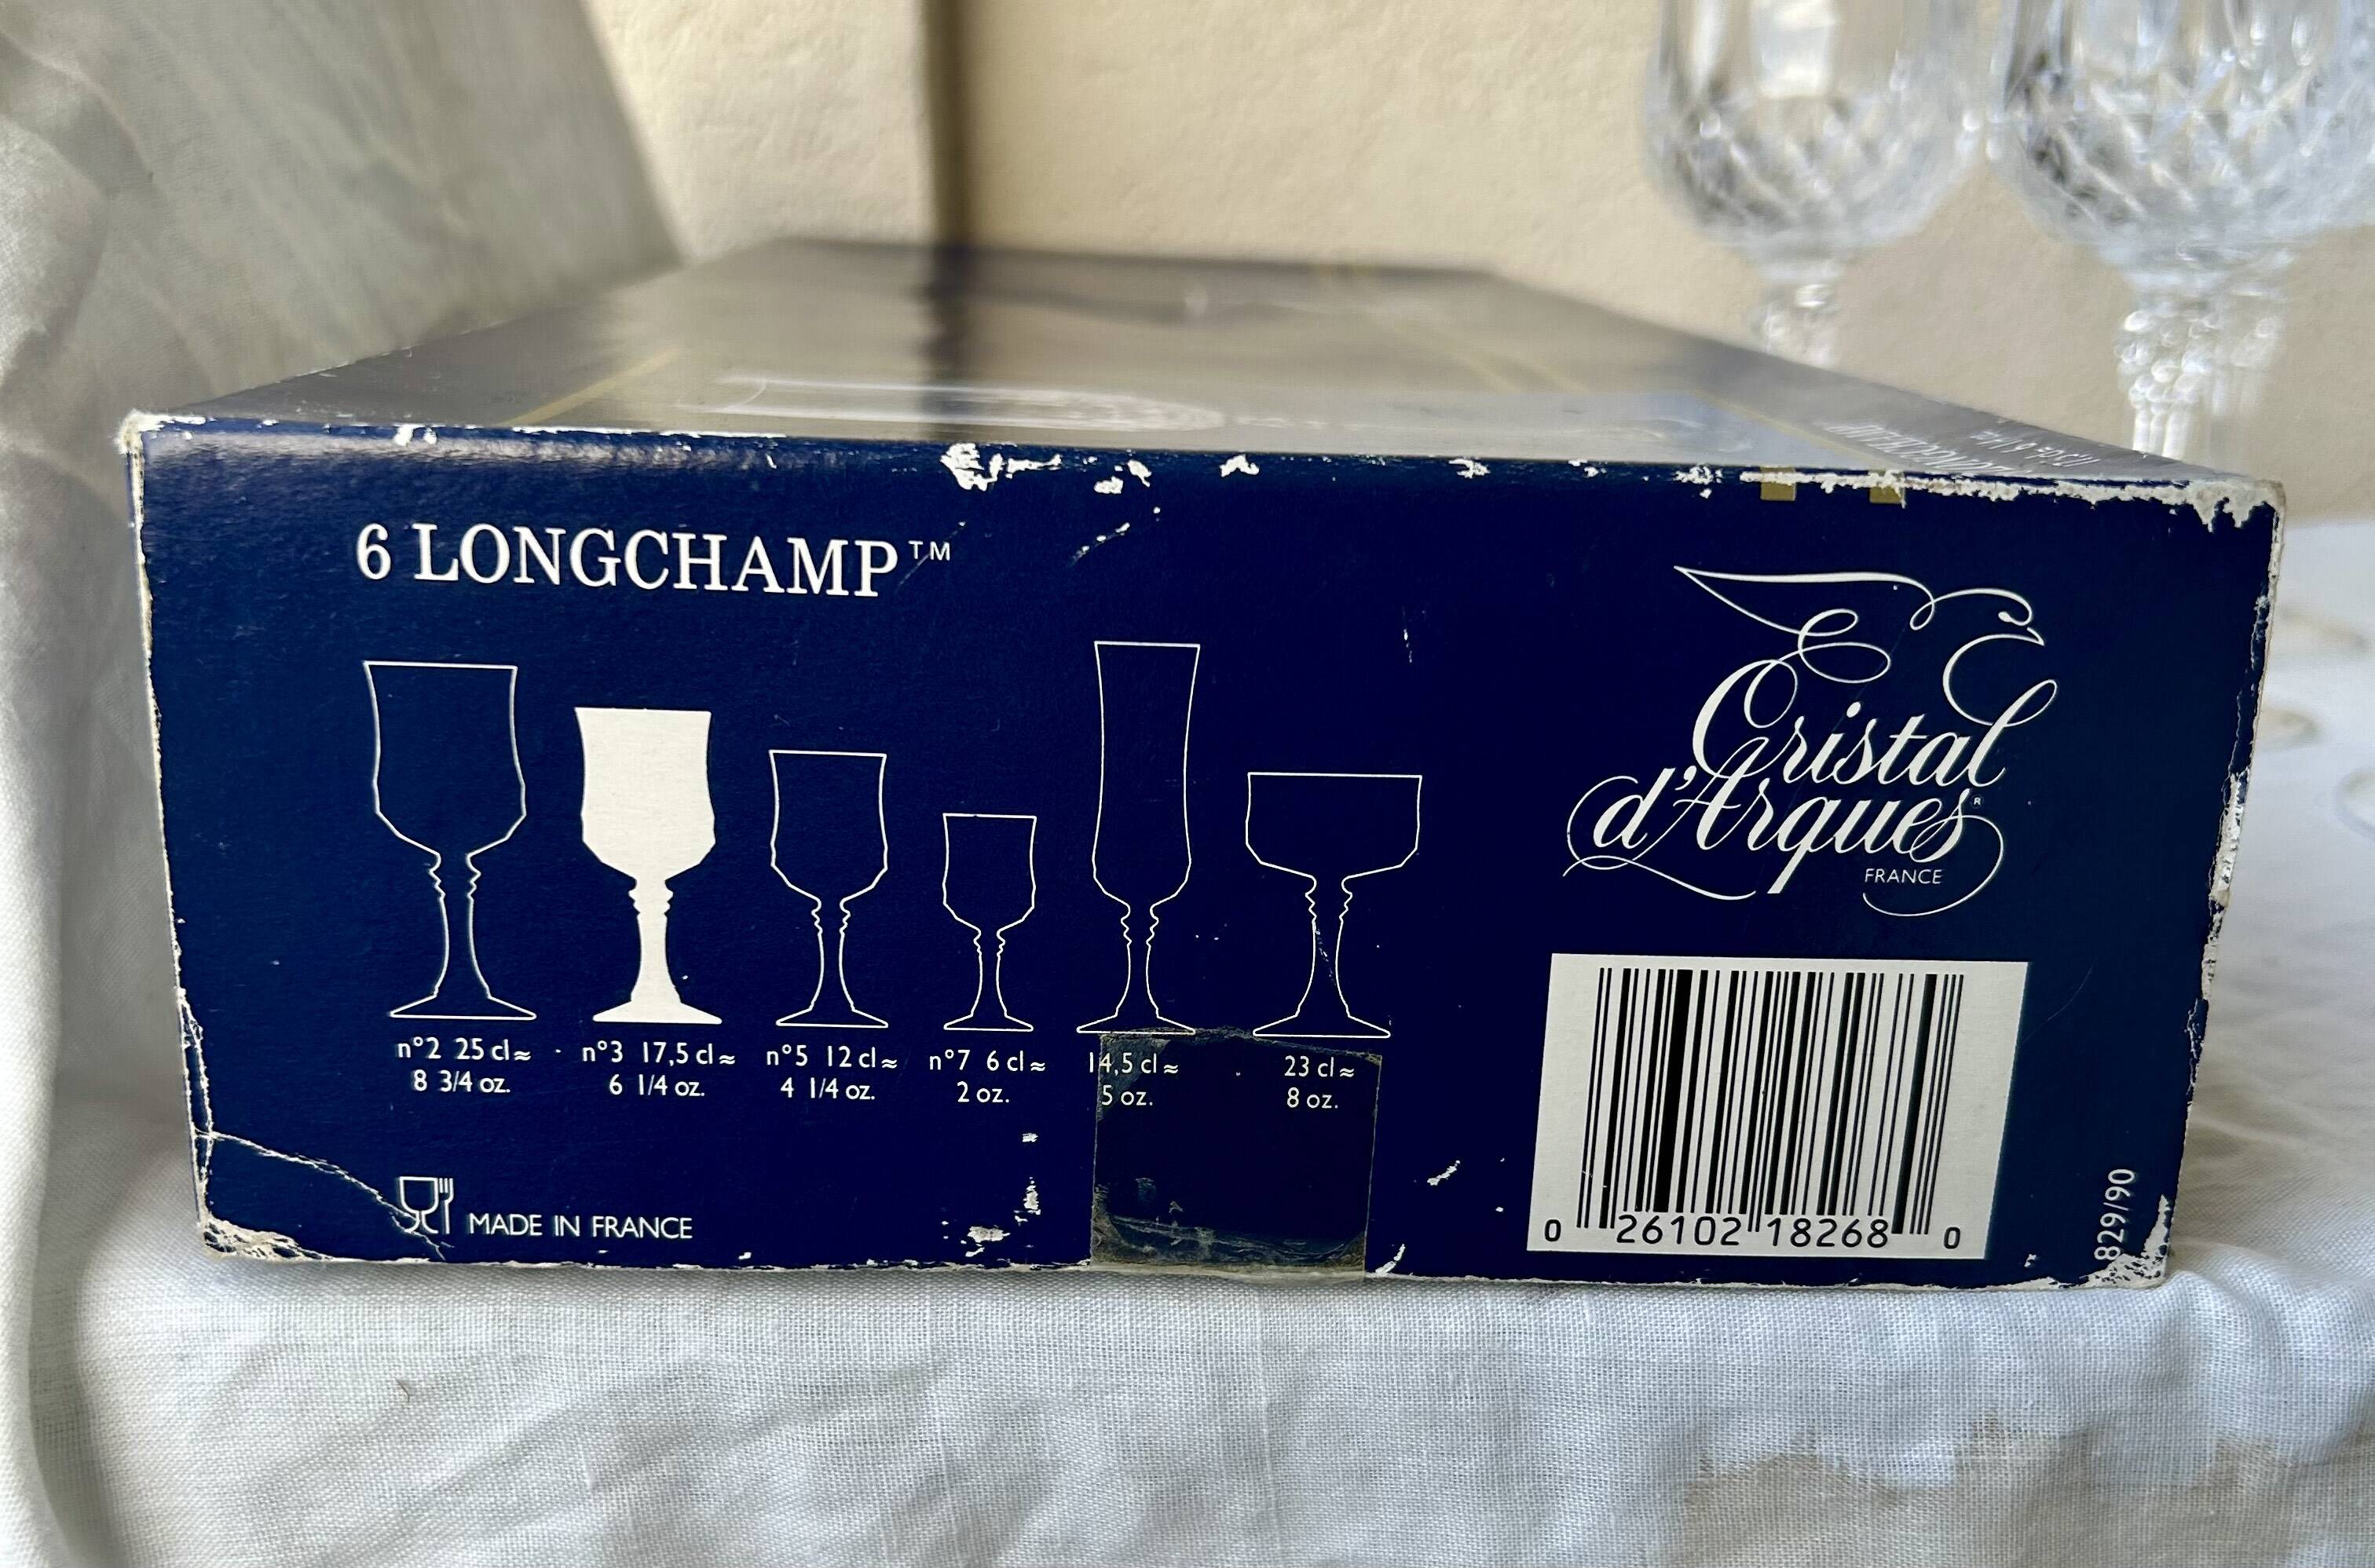 6 LONGCHAMP™
n°2 25 cl≈
8 3/4 oz.
n°3 17,5 cl≈
6 1/4 oz.
n°5 12 cl≈
4 1/4 oz.
n°7 6 cl≈
2 oz.
14,5 cl≈
5 oz.
23 cl≈
8 oz.
MADE IN FRANCE
Cristal
d'Arques®
FRANCE
0 26102 18268 0
829/90